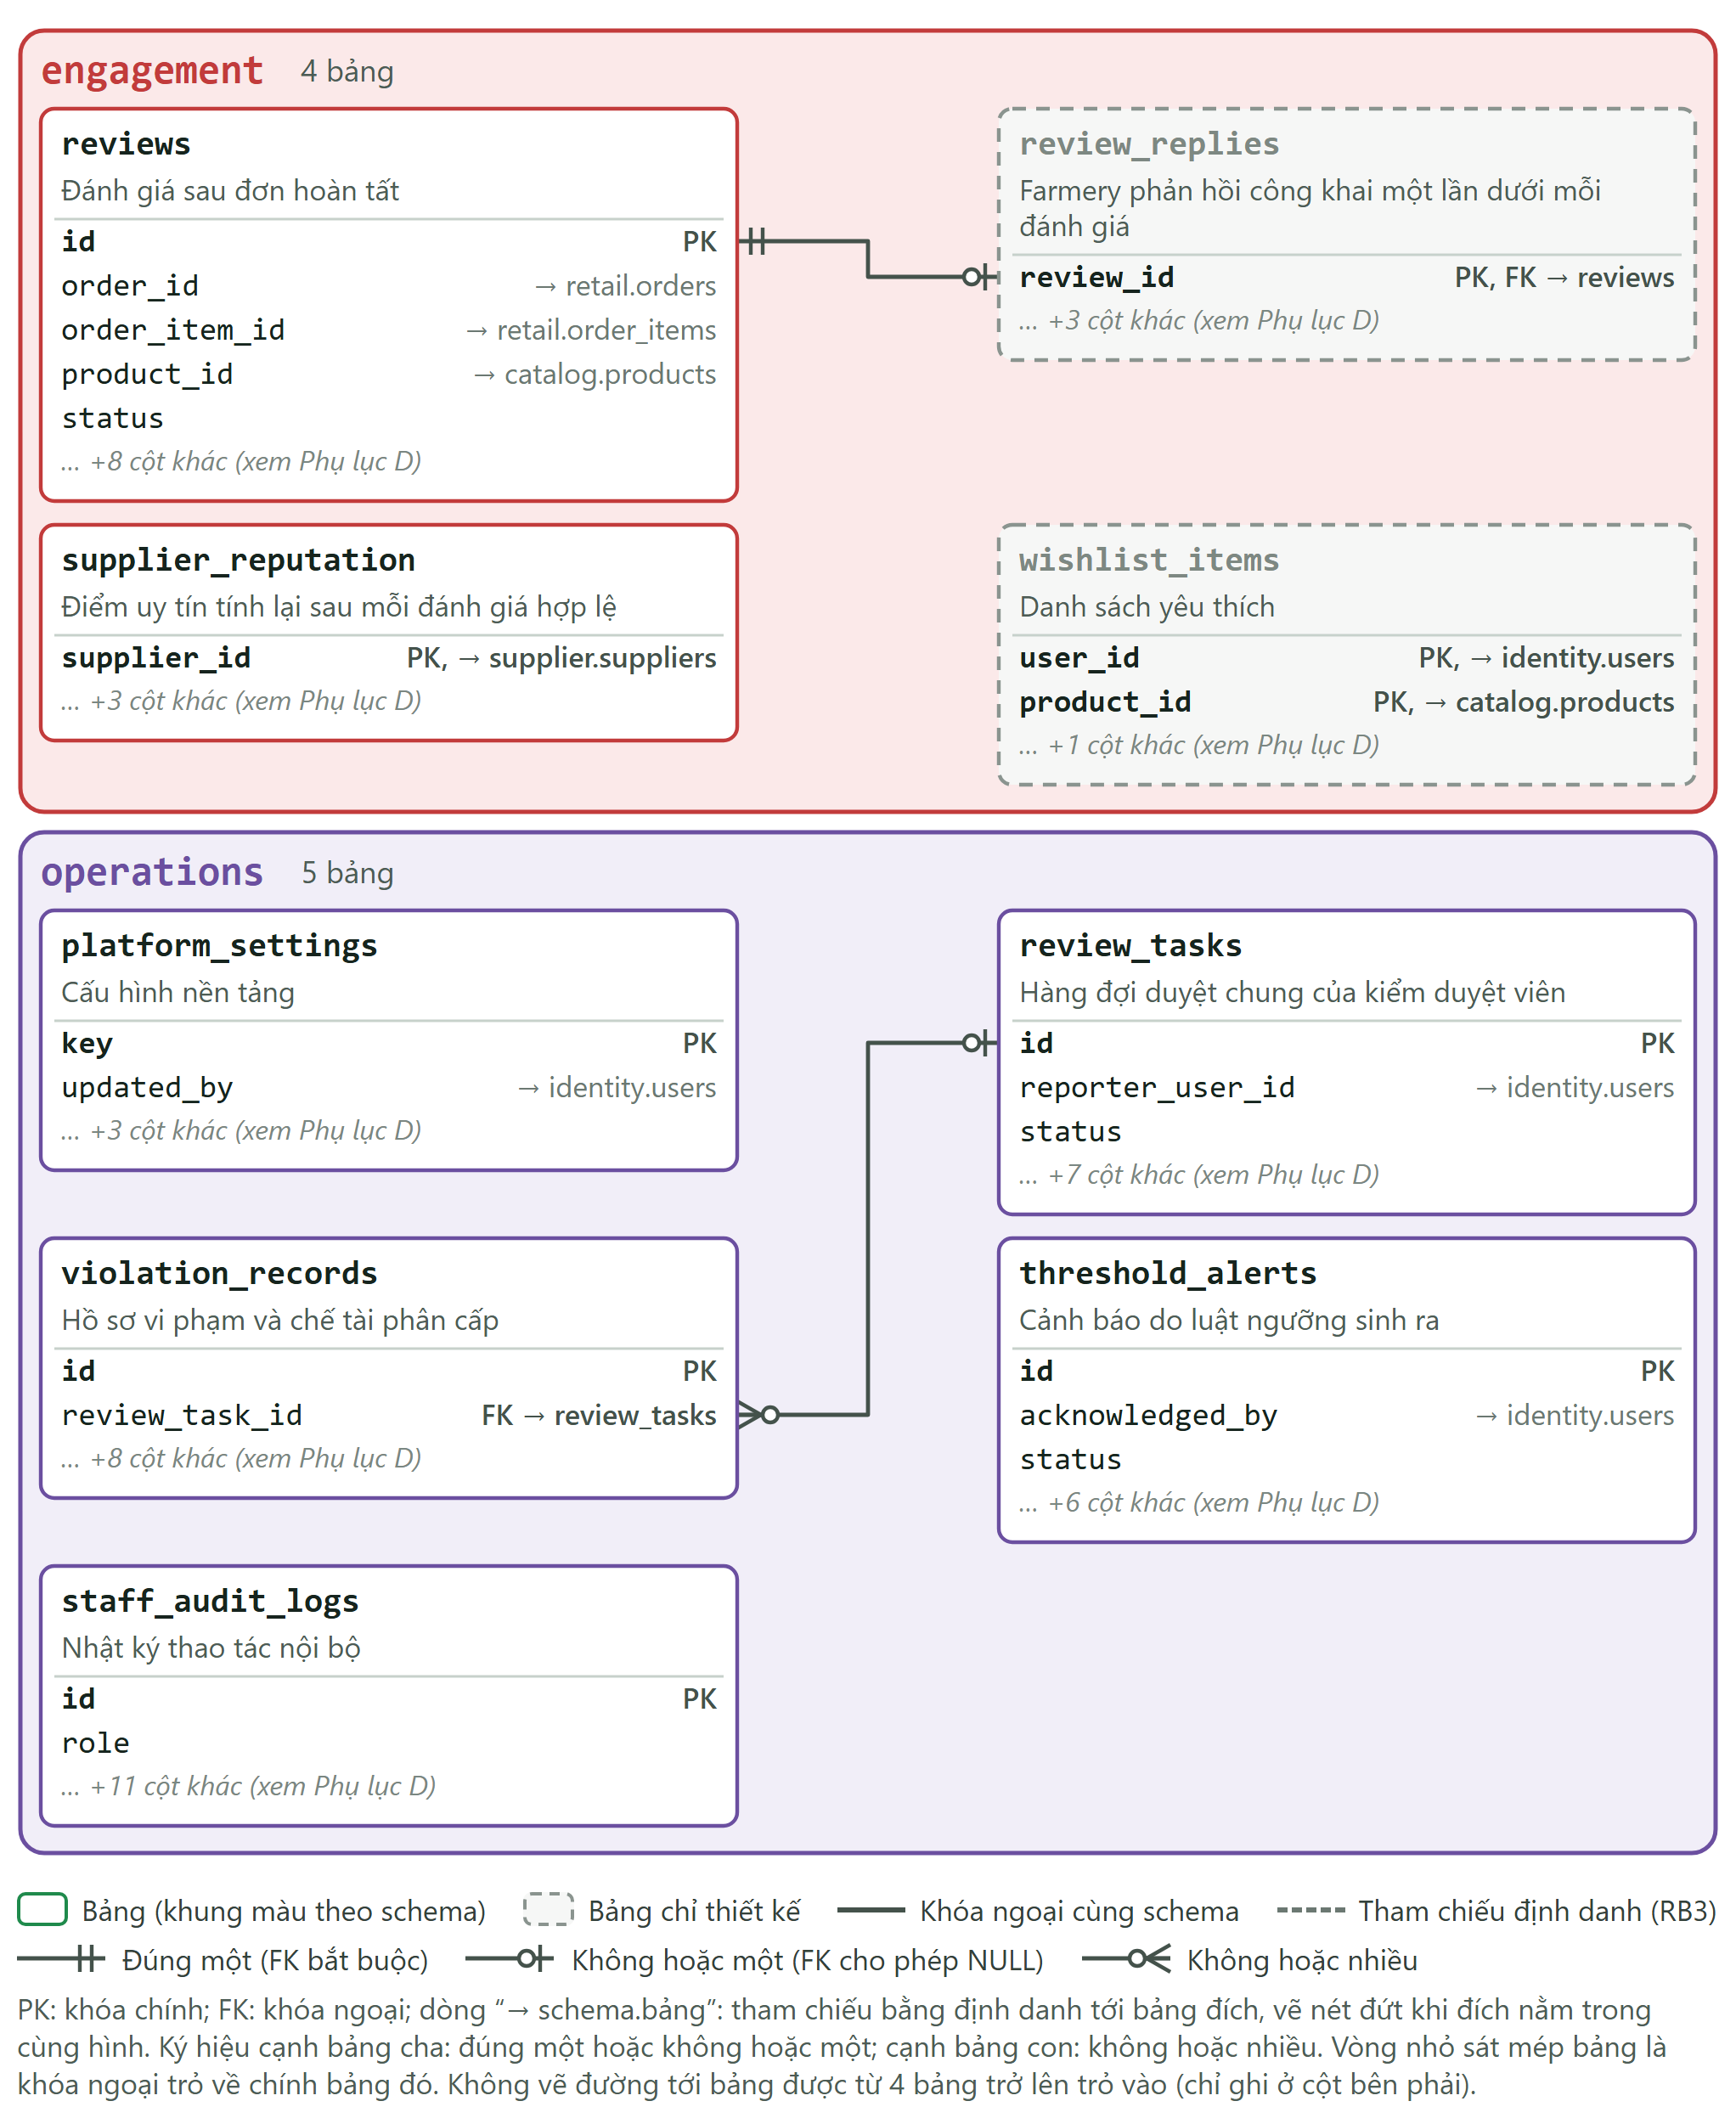 engagement 4 bảng
reviews
Đánh giá sau đơn hoàn tất
id PK
order_id → retail.orders
order_item_id → retail.order_items
product_id → catalog.products
status
... +8 cột khác (xem Phụ lục D)
review_replies
Farmery phản hồi công khai một lần dưới mỗi
đánh giá
review_id PK, FK → reviews
... +3 cột khác (xem Phụ lục D)
supplier_reputation
Điểm uy tín tính lại sau mỗi đánh giá hợp lệ
supplier_id PK, → supplier.suppliers
... +3 cột khác (xem Phụ lục D)
wishlist_items
Danh sách yêu thích
user_id PK, → identity.users
product_id PK, → catalog.products
... +1 cột khác (xem Phụ lục D)
operations 5 bảng
platform_settings
Cấu hình nền tảng
key PK
updated_by → identity.users
... +3 cột khác (xem Phụ lục D)
review_tasks
Hàng đợi duyệt chung của kiểm duyệt viên
id PK
reporter_user_id → identity.users
status
... +7 cột khác (xem Phụ lục D)
violation_records
Hồ sơ vi phạm và chế tài phân cấp
id PK
review_task_id FK → review_tasks
... +8 cột khác (xem Phụ lục D)
threshold_alerts
Cảnh báo do luật ngưỡng sinh ra
id PK
acknowledged_by → identity.users
status
... +6 cột khác (xem Phụ lục D)
staff_audit_logs
Nhật ký thao tác nội bộ
id PK
role
... +11 cột khác (xem Phụ lục D)
Bảng (khung màu theo schema) Bảng chỉ thiết kế Khóa ngoại cùng schema Tham chiếu định danh (RB3)
Đúng một (FK bắt buộc) Không hoặc một (FK cho phép NULL) Không hoặc nhiều
PK: khóa chính; FK: khóa ngoại; dòng “→ schema.bảng”: tham chiếu bằng định danh tới bảng đích, vẽ nét đứt khi đích nằm trong
cùng hình. Ký hiệu cạnh bảng cha: đúng một hoặc không hoặc một; cạnh bảng con: không hoặc nhiều. Vòng nhỏ sát mép bảng là
khóa ngoại trỏ về chính bảng đó. Không vẽ đường tới bảng được từ 4 bảng trở lên trỏ vào (chỉ ghi ở cột bên phải).